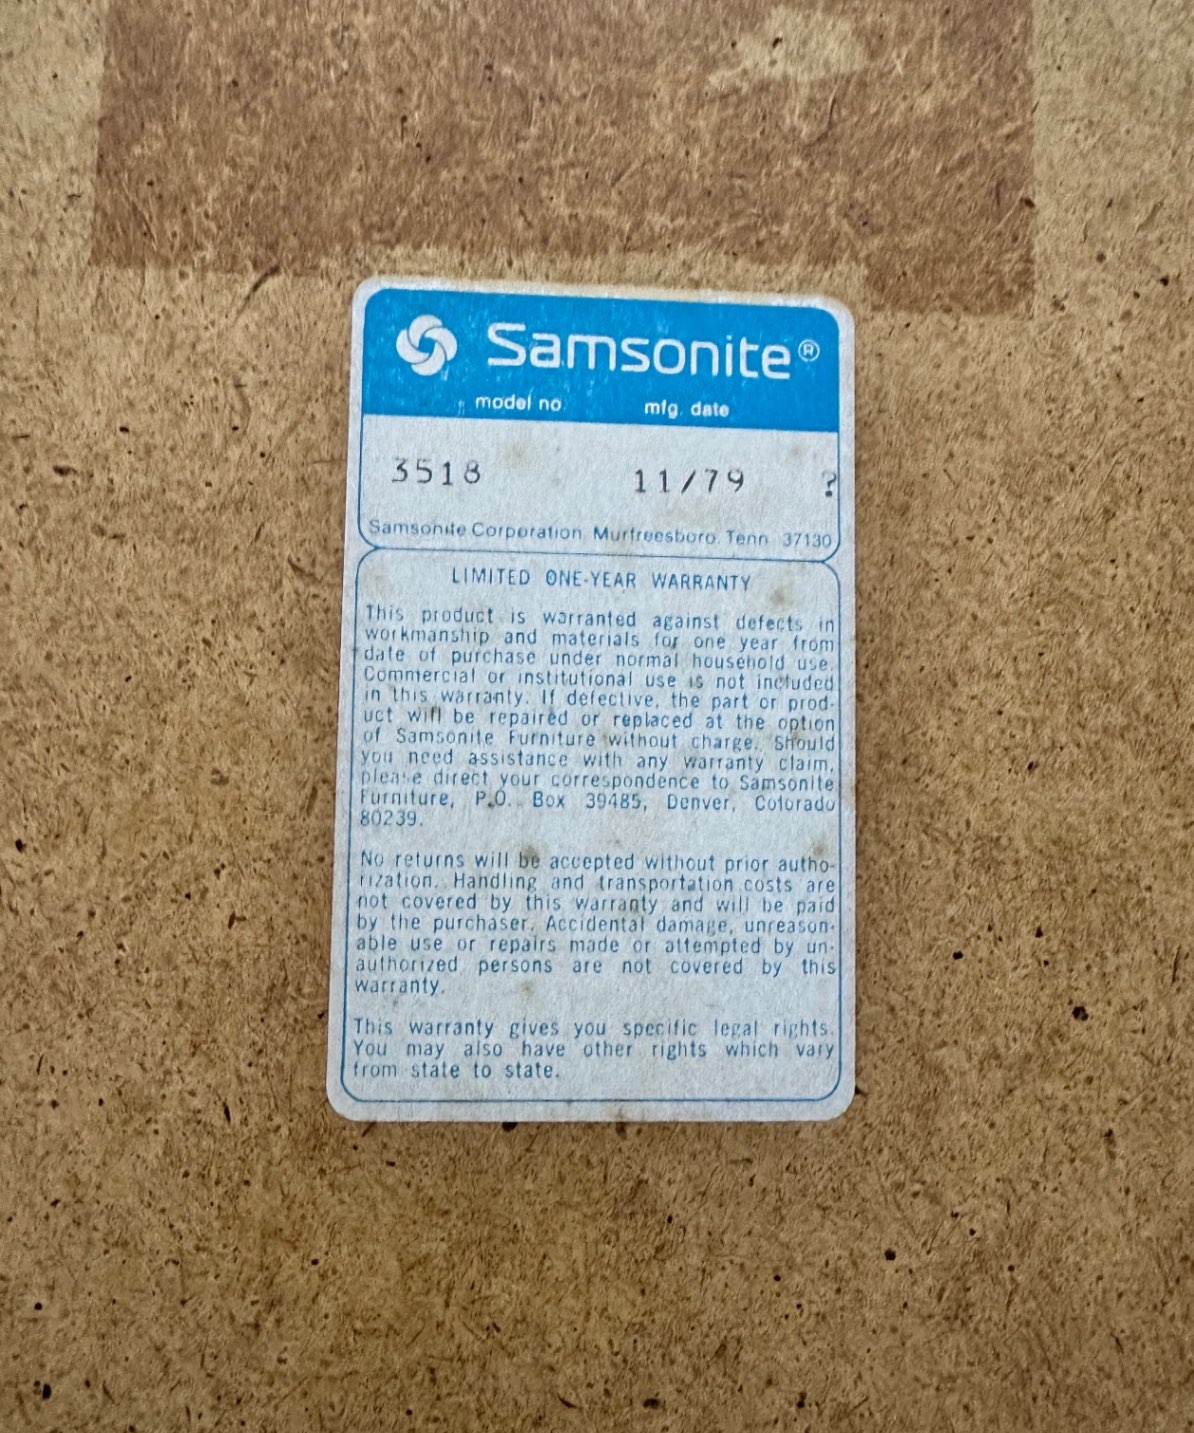 Samsonite®
model no. mfg. date
3518 11/79 ?
Samsonite Corporation, Murfreesboro, Tenn. 37130
LIMITED ONE-YEAR WARRANTY
This product is warranted against defects in
workmanship and materials for one year from
date of purchase under normal household use.
Commercial or institutional use is not included
in this warranty. If defective, the part or prod-
uct will be repaired or replaced at the option
of Samsonite Furniture without charge. Should
you need assistance with any warranty claim,
please direct your correspondence to Samsonite
Furniture, P.O. Box 39485, Denver, Colorado
80239.
No returns will be accepted without prior autho-
rization. Handling and transportation costs are
not covered by this warranty and will be paid
by the purchaser. Accidental damage, unreason-
able use or repairs made or attempted by un-
authorized persons are not covered by this
warranty.
This warranty gives you specific legal rights.
You may also have other rights which vary
from state to state.